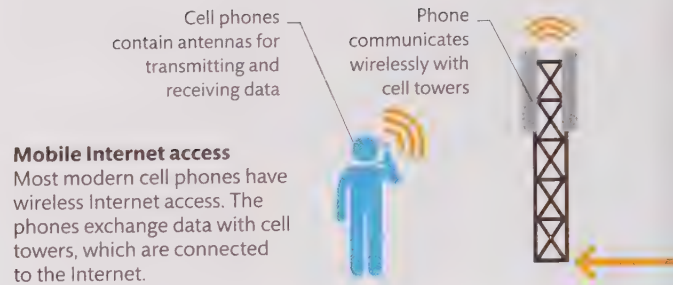 Cell phones
contain antennas for
transmitting and
receiving data
Phone
communicates
wirelessly with
cell towers
Mobile Internet access
Most modern cell phones have
wireless Internet access. The
phones exchange data with cell
towers, which are connected
to the Internet.